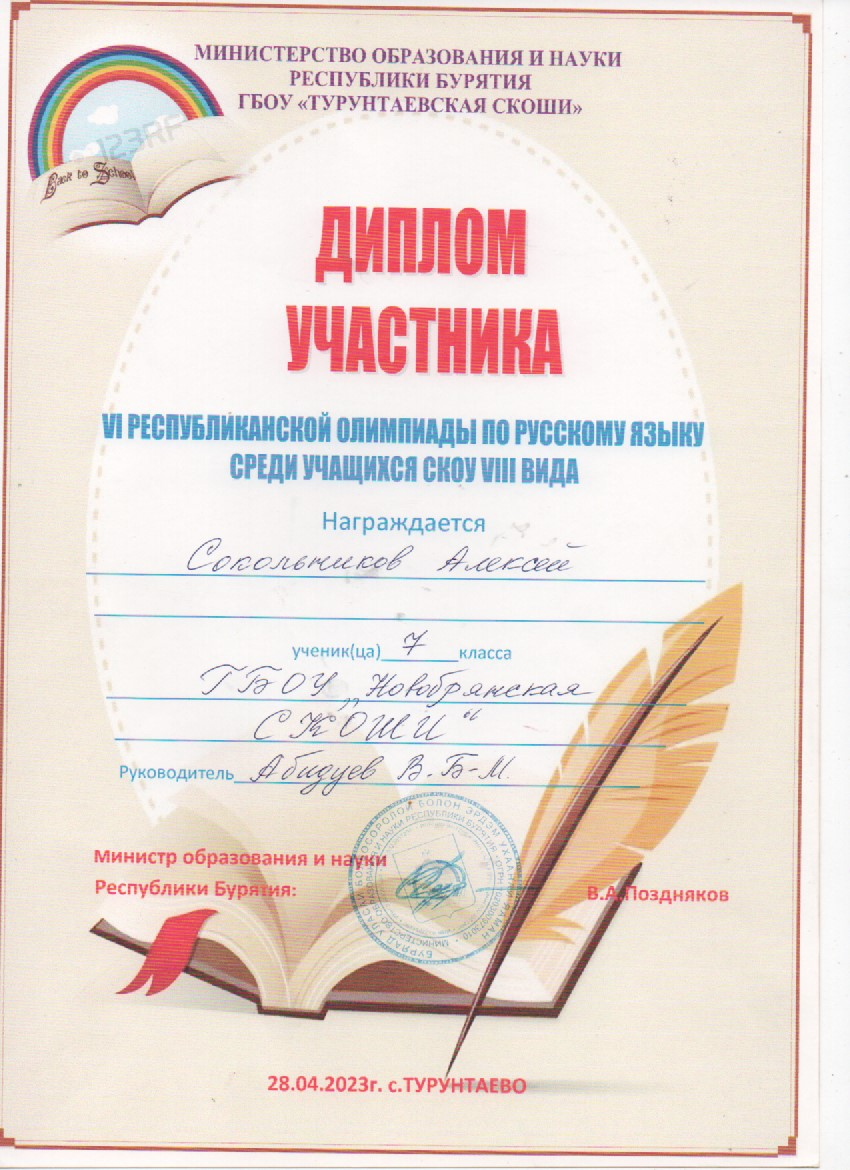 МИНИСТЕРСТВО ОБРАЗОВАНИЯ И НАУКИ
РЕСПУБЛИКИ БУРЯТИЯ
ГБОУ «ТУРУНТАЕВСКАЯ СКОШИ»
123RF
Back to School
ДИПЛОМ
УЧАСТНИКА
VI РЕСПУБЛИКАНСКОЙ ОЛИМПИАДЫ ПО РУССКОМУ ЯЗЫКУ
СРЕДИ УЧАЩИХСЯ СКОУ VIII ВИДА
Награждается
Сокольников Алексей
ученик(ца) 7 класса
ГБОУ „Новобрянская
СКОШИ“
Руководитель Абидуев В.Б-М.
Министр образования и науки
Республики Бурятия: В.А.Поздняков
28.04.2023г. с.ТУРУНТАЕВО